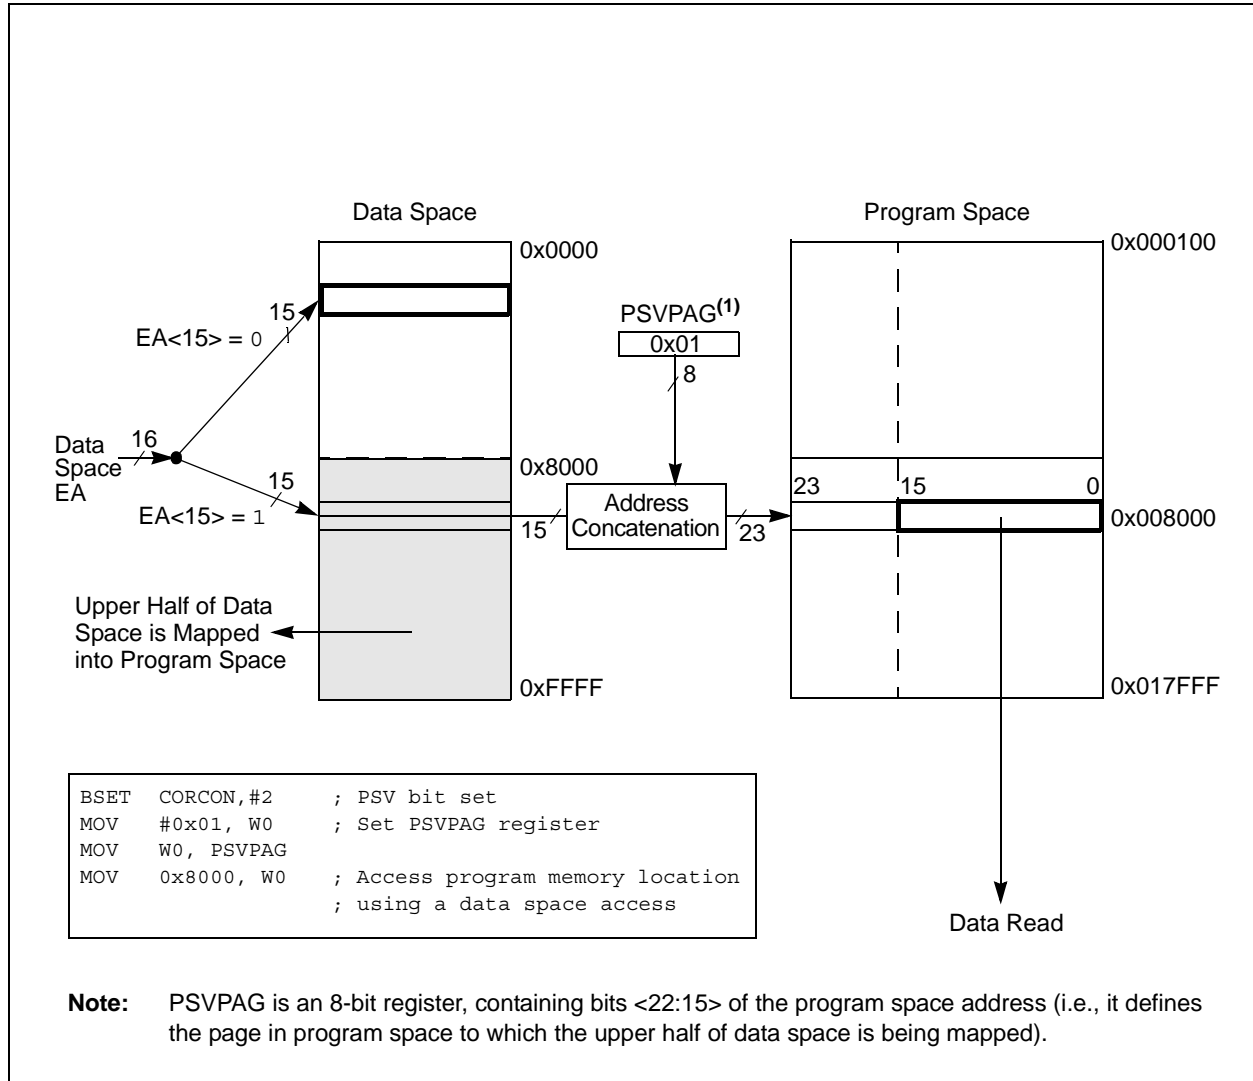 Data Space
Program Space
0x0000
0x000100
15
EA<15> = 0
PSVPAG(1)
0x01
8
16
Data
Space
EA
0x8000
15
EA<15> = 1
15
Address
Concatenation
23
23
15
0
0x008000
Upper Half of Data
Space is Mapped
into Program Space
0xFFFF
0x017FFF
BSET CORCON,#2 ; PSV bit set
MOV #0x01, W0 ; Set PSVPAG register
MOV W0, PSVPAG
MOV 0x8000, W0 ; Access program memory location
; using a data space access
Data Read
Note: PSVPAG is an 8-bit register, containing bits <22:15> of the program space address (i.e., it defines
the page in program space to which the upper half of data space is being mapped).